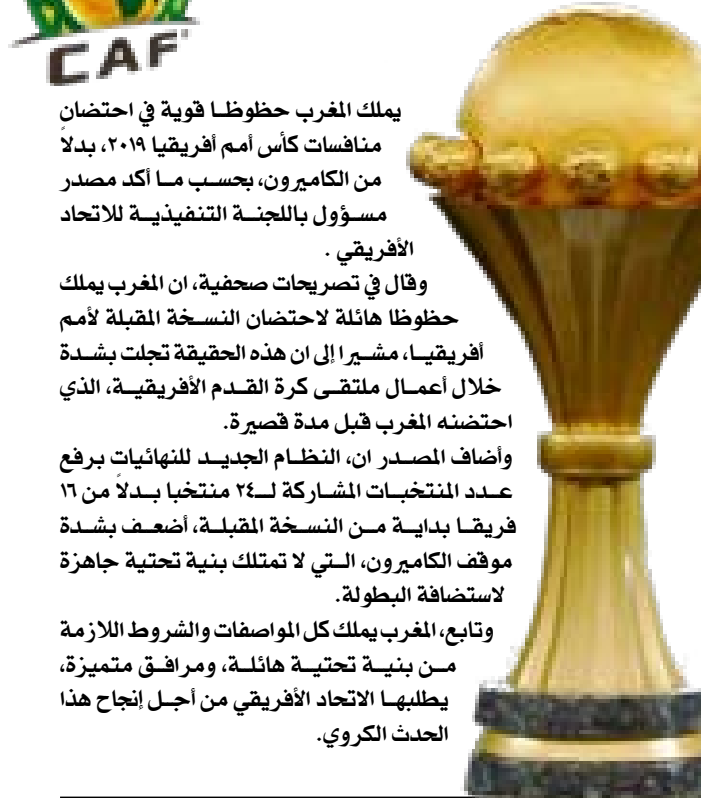 CAF
يملك المغرب حظوظا قوية في احتضان
منافسات كأس أمم أفريقيا ٢٠١٩، بدلاً
من الكاميرون، بحسب ما أكد مصدر
مسؤول باللجنة التنفيذية للاتحاد
الأفريقي .
وقال في تصريحات صحفية، ان المغرب يملك
حظوظا هائلة لاحتضان النسخة المقبلة لأمم
أفريقيا، مشيرا إلى ان هذه الحقيقة تجلت بشدة
خلال أعمال ملتقى كرة القدم الأفريقية، الذي
احتضنه المغرب قبل مدة قصيرة.
وأضاف المصدر ان، النظام الجديد للنهائيات برفع
عدد المنتخبات المشاركة لـ٢٤ منتخبا بدلاً من ١٦
فريقا بداية من النسخة المقبلة، أضعف بشدة
موقف الكاميرون، التي لا تمتلك بنية تحتية جاهزة
لاستضافة البطولة.
وتابع، المغرب يملك كل المواصفات والشروط اللازمة
من بنية تحتية هائلة، ومرافق متميزة،
يطلبها الاتحاد الأفريقي من أجل إنجاح هذا
الحدث الكروي.